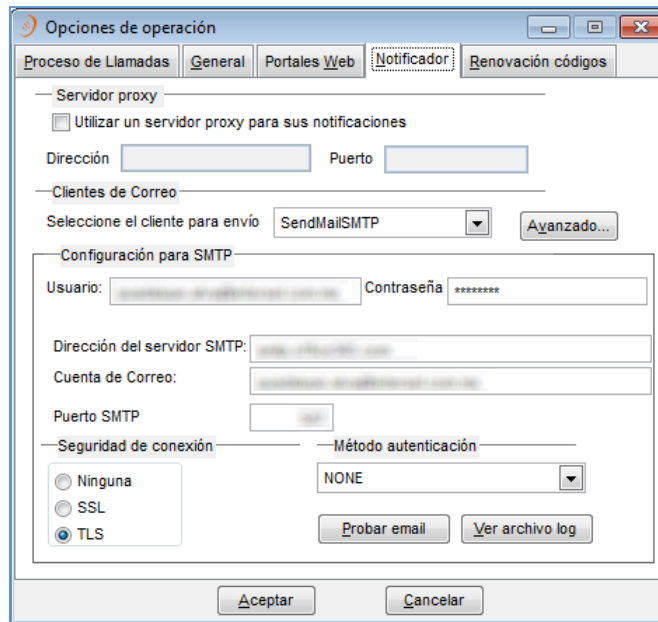 Opciones de operación
Proceso de Llamadas General Portales Web Notificador Renovación códigos
Servidor proxy
Utilizar un servidor proxy para sus notificaciones
Dirección Puerto
Clientes de Correo
Seleccione el cliente para envío SendMailSMTP Avanzado...
Configuración para SMTP
Usuario: Contraseña ********
Dirección del servidor SMTP:
Cuenta de Correo:
Puerto SMTP
Seguridad de conexión Método autenticación
Ninguna NONE
SSL
TLS Probar email Ver archivo log
Aceptar Cancelar